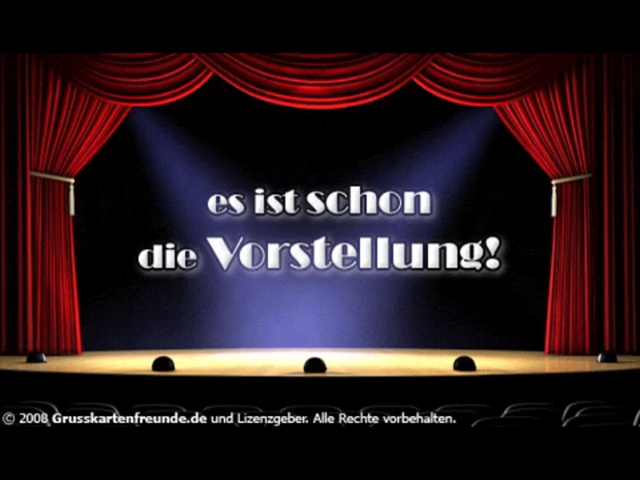 es ist schon
die Vorstellung!
© 2008 Grusskartenfreunde.de und Lizenzgeber. Alle Rechte vorbehalten.